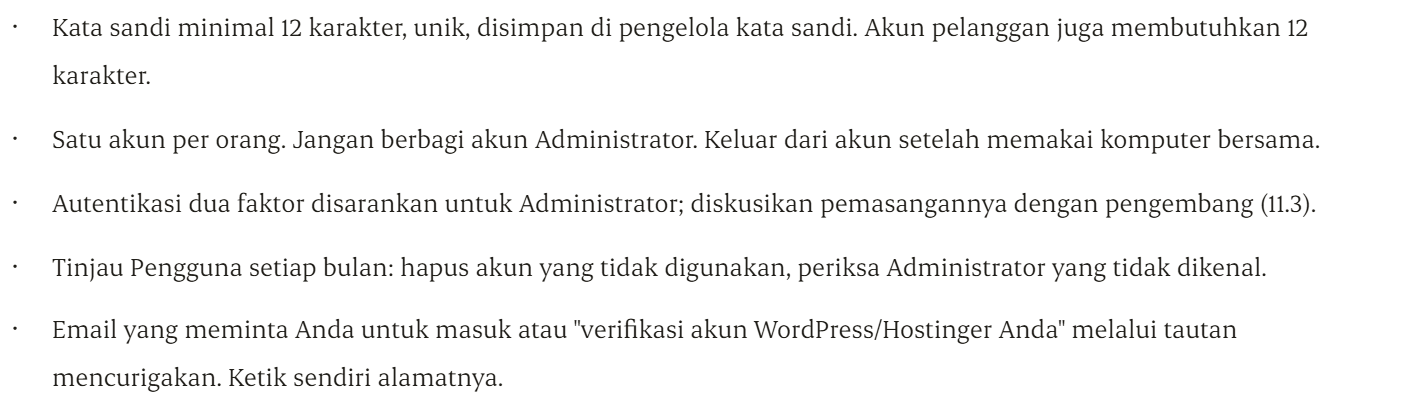 · Kata sandi minimal 12 karakter, unik, disimpan di pengelola kata sandi. Akun pelanggan juga membutuhkan 12
karakter.
· Satu akun per orang. Jangan berbagi akun Administrator. Keluar dari akun setelah memakai komputer bersama.
· Autentikasi dua faktor disarankan untuk Administrator; diskusikan pemasangannya dengan pengembang (11.3).
· Tinjau Pengguna setiap bulan: hapus akun yang tidak digunakan, periksa Administrator yang tidak dikenal.
· Email yang meminta Anda untuk masuk atau "verifikasi akun WordPress/Hostinger Anda" melalui tautan
mencurigakan. Ketik sendiri alamatnya.